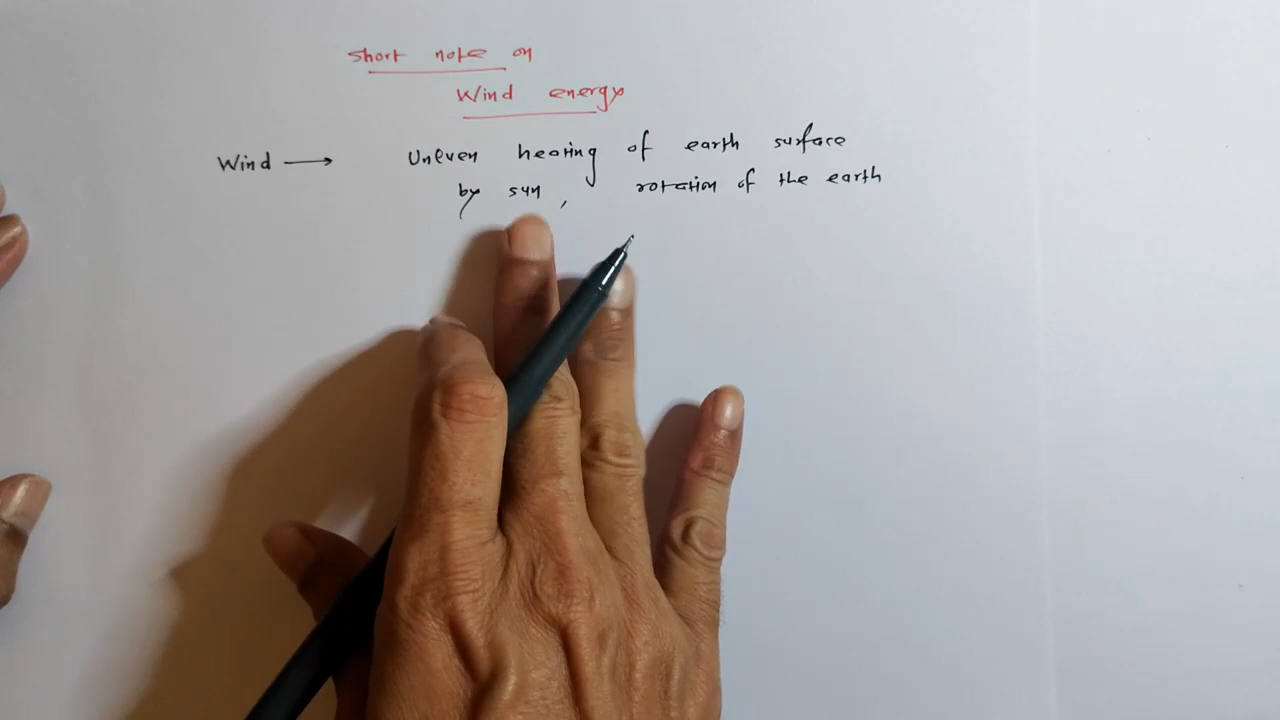 Short note on
Wind energy
Wind → Uneven heating of earth surface
by sun, rotation of the earth